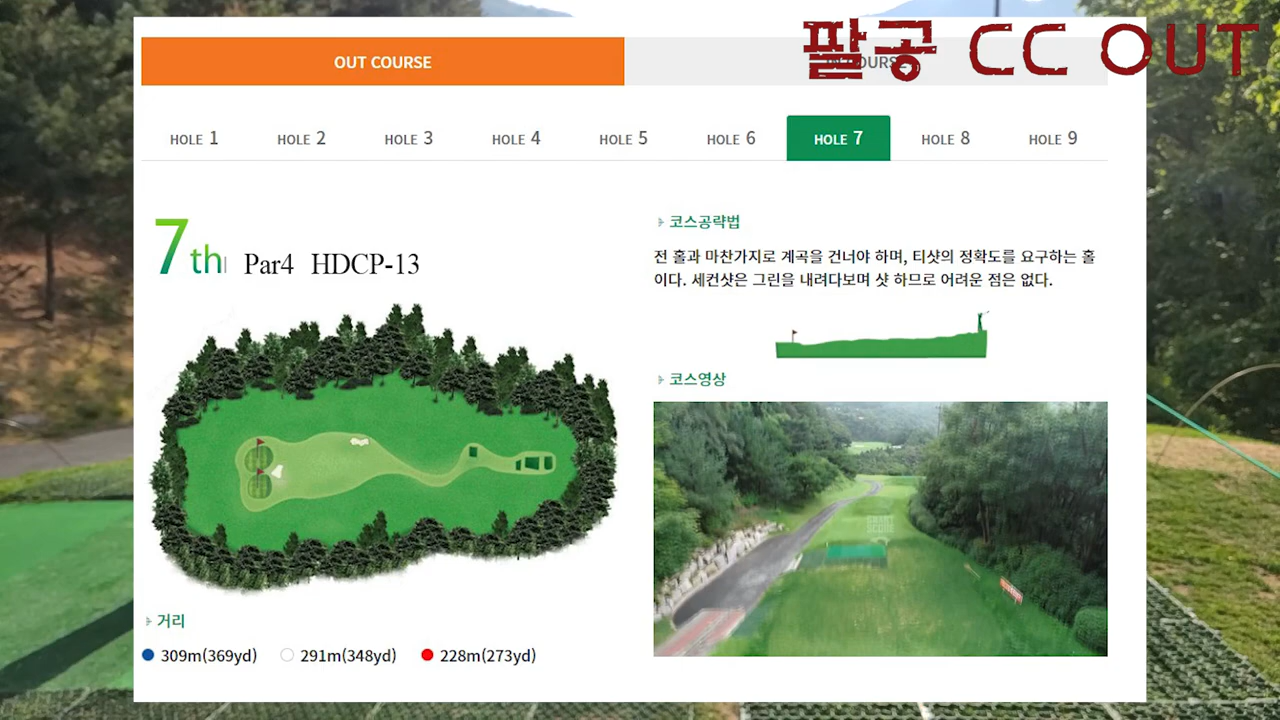 팔공 CC OUT
OUT COURSE
HOLE 1 HOLE 2 HOLE 3 HOLE 4 HOLE 5 HOLE 6 HOLE 7 HOLE 8 HOLE 9
7th Par4 HDCP-13
코스공략법
전 홀과 마찬가지로 계곡을 건너야 하며, 티샷의 정확도를 요구하는 홀
이다. 세컨샷은 그린을 내려다보며 샷 하므로 어려운 점은 없다.
코스영상
거리
309m(369yd) 291m(348yd) 228m(273yd)